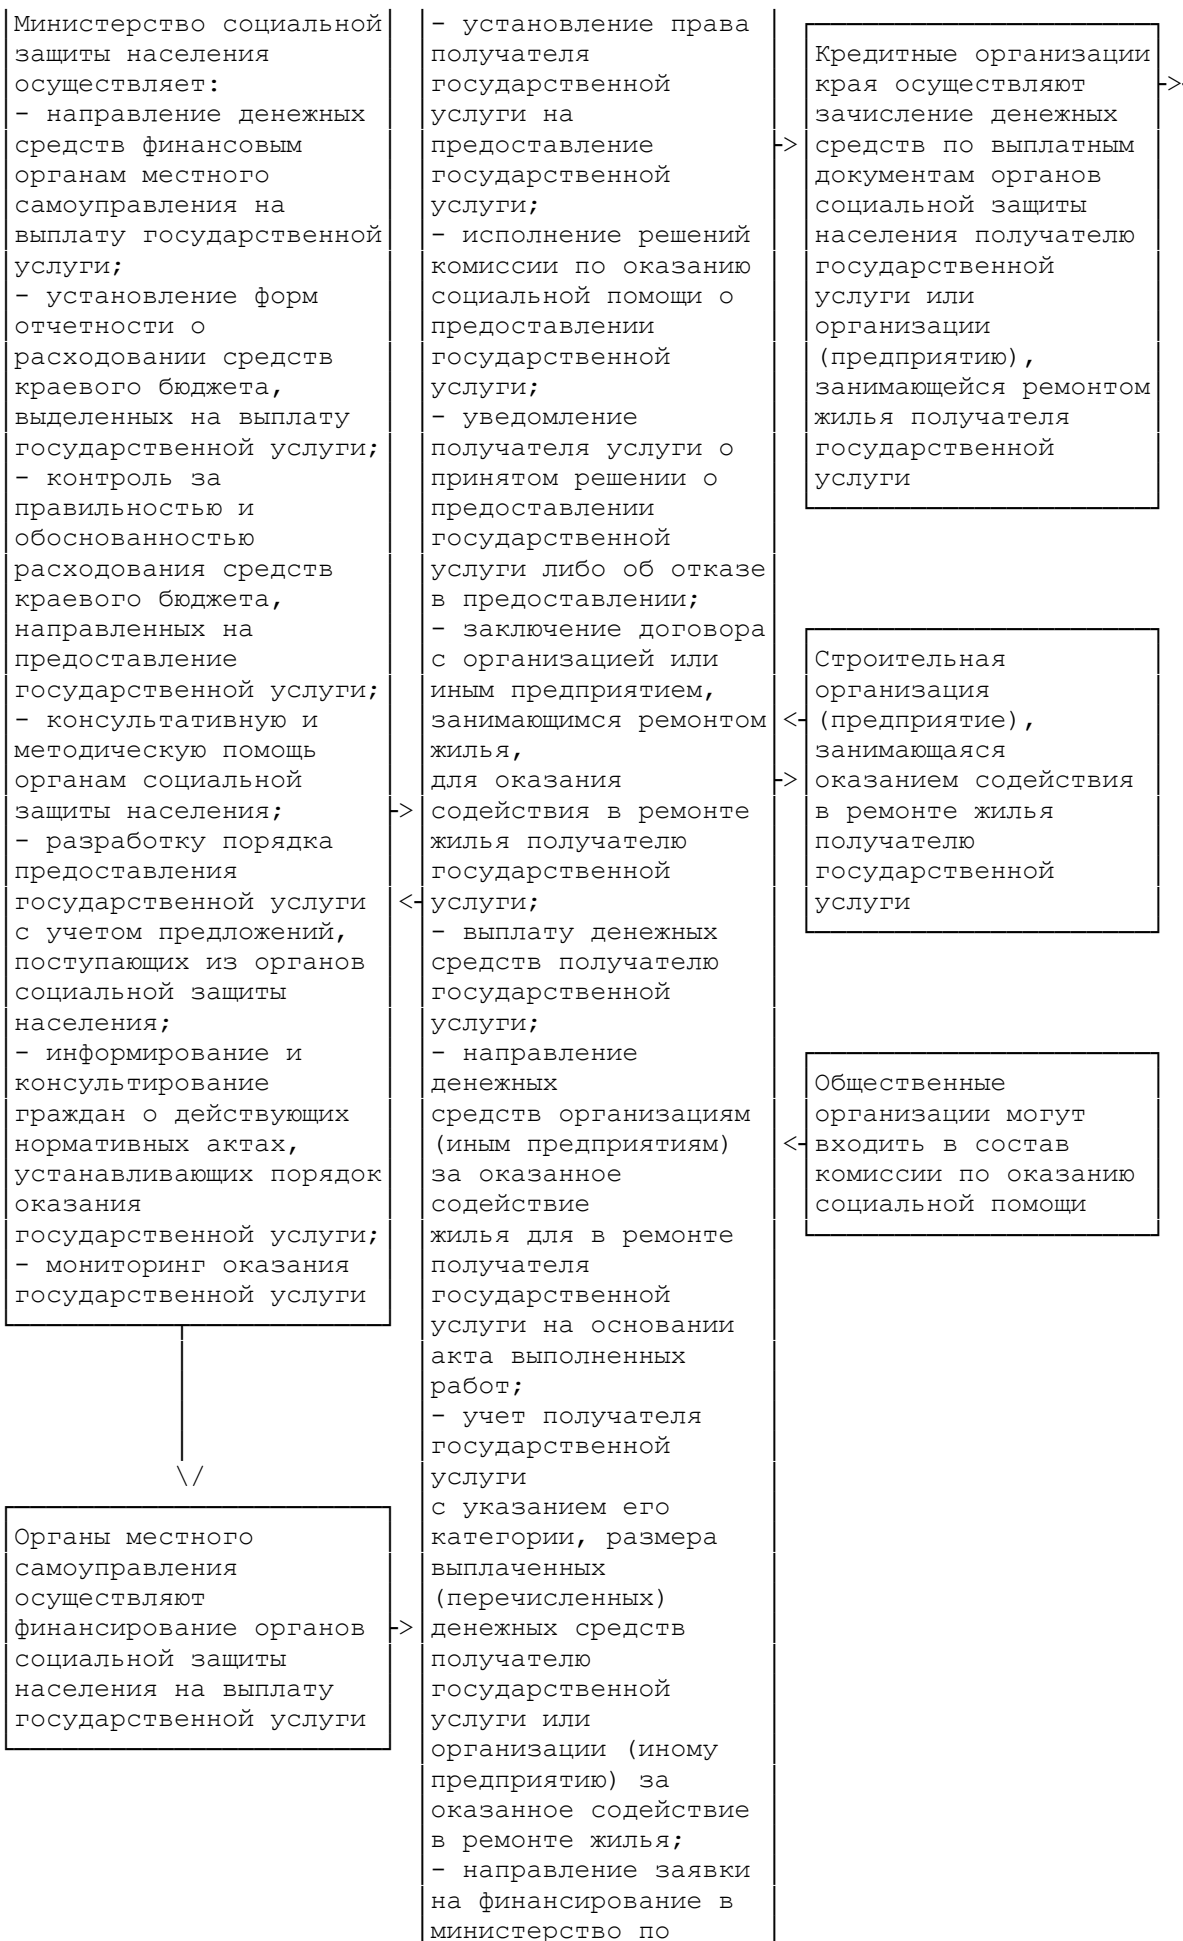 Министерство социальной
защиты населения
осуществляет:
- направление денежных
средств финансовым
органам местного
самоуправления на
выплату государственной
услуги;
- установление форм
отчетности о
расходовании средств
краевого бюджета,
выделенных на выплату
государственной услуги;
- контроль за
правильностью и
обоснованностью
расходования средств
краевого бюджета,
направленных на
предоставление
государственной услуги;
- консультативную и
методическую помощь
органам социальной
защиты населения;
- разработку порядка
предоставления
государственной услуги
с учетом предложений,
поступающих из органов
социальной защиты
населения;
- информирование и
консультирование
граждан о действующих
нормативных актах,
устанавливающих порядок
оказания
государственной услуги;
- мониторинг оказания
государственной услуги
Органы местного
самоуправления
осуществляют
финансирование органов
социальной защиты
населения на выплату
государственной услуги
- установление права
получателя
государственной
услуги на
предоставление
государственной
услуги;
- исполнение решений
комиссии по оказанию
социальной помощи о
предоставлении
государственной
услуги;
- уведомление
получателя услуги о
принятом решении о
предоставлении
государственной
услуги либо об отказе
в предоставлении;
- заключение договора
с организацией или
иным предприятием,
занимающимся ремонтом
жилья,
для оказания
содействия в ремонте
жилья получателю
государственной
услуги;
- выплату денежных
средств получателю
государственной
услуги;
- направление
денежных
средств организациям
(иным предприятиям)
за оказанное
содействие
жилья для в ремонте
получателя
государственной
услуги на основании
акта выполненных
работ;
- учет получателя
государственной
услуги
с указанием его
категории, размера
выплаченных
(перечисленных)
денежных средств
получателю
государственной
услуги или
организации (иному
предприятию) за
оказанное содействие
в ремонте жилья;
- направление заявки
на финансирование в
министерство по
Кредитные организации
края осуществляют
зачисление денежных
средств по выплатным
документам органов
социальной защиты
населения получателю
государственной
услуги или
организации
(предприятию),
занимающейся ремонтом
жилья получателя
государственной
услуги
Строительная
организация
(предприятие),
занимающаяся
оказанием содействия
в ремонте жилья
получателю
государственной
услуги
Общественные
организации могут
входить в состав
комиссии по оказанию
социальной помощи